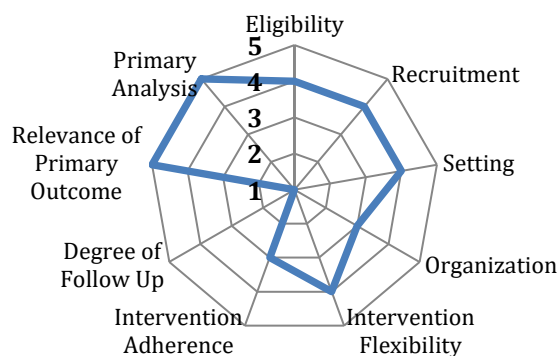 Eligibility
5
Primary
Analysis
4
Recruitment
3
Relevance of
Primary
Outcome
2
Setting
1
Degree of
Follow Up
Organization
Intervention
Adherence
Intervention
Flexibility